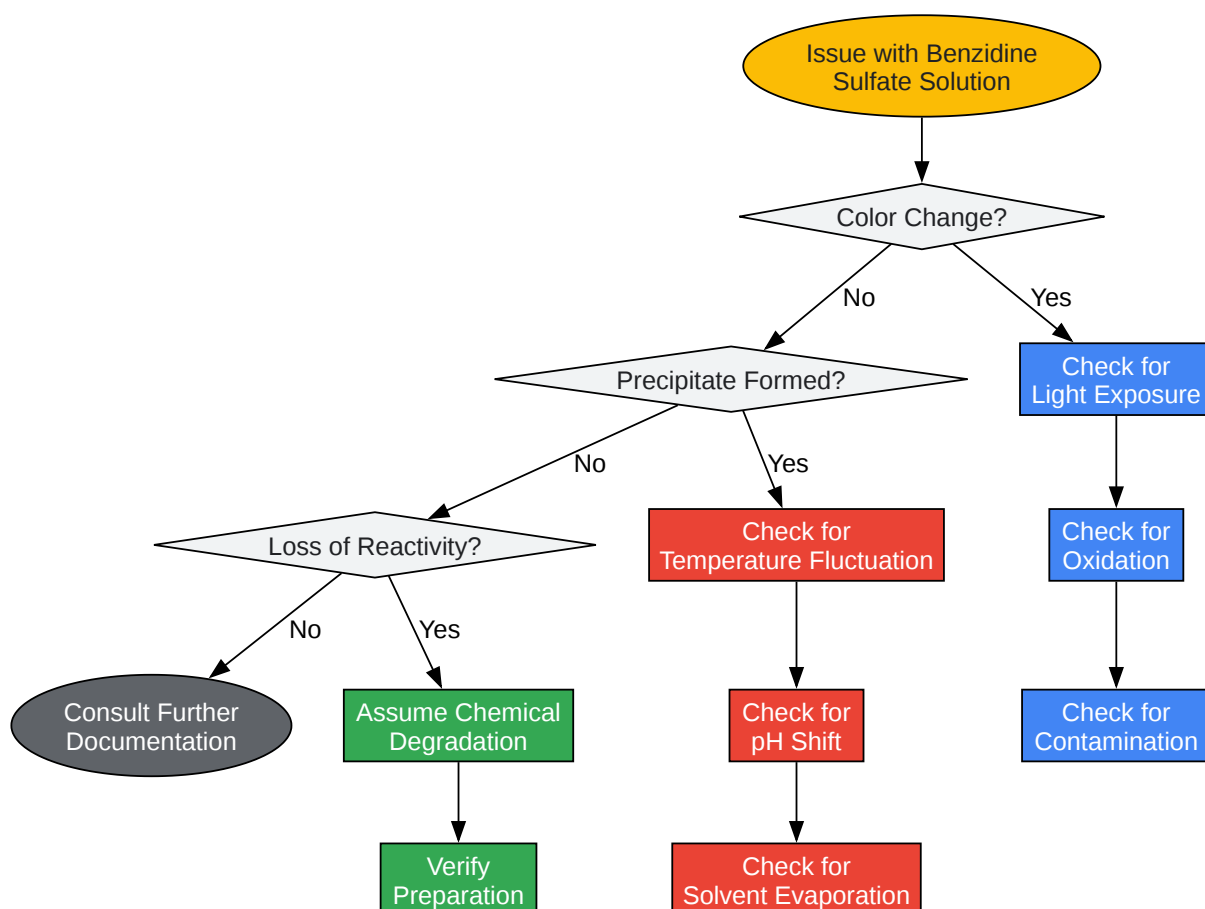 Issue with Benzidine
Sulfate Solution
Color Change?
No
Yes
Precipitate Formed?
Check for
Light Exposure
No
Yes
Loss of Reactivity?
Check for
Temperature Fluctuation
Check for
Oxidation
No
Yes
Consult Further
Documentation
Assume Chemical
Degradation
Check for
pH Shift
Check for
Contamination
Verify
Preparation
Check for
Solvent Evaporation